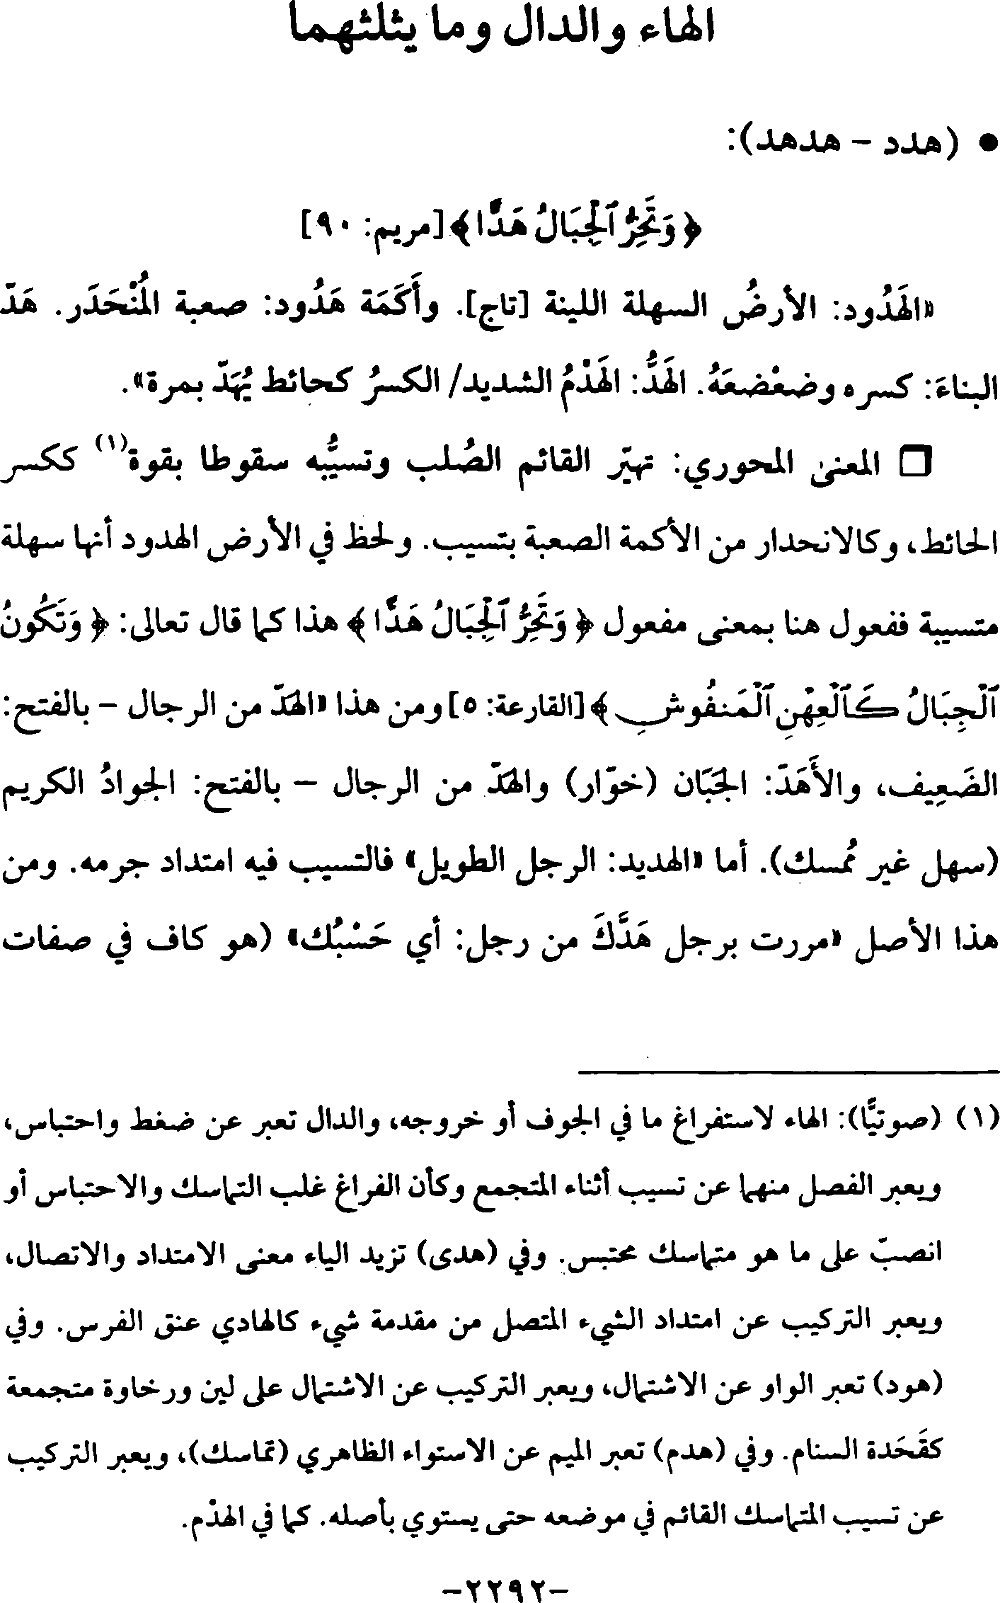 الهاء والدال وما يثلثهما
• (هدد - هدهد):
﴿وَتَخِرُّ ٱلْجِبَالُ هَدًّا﴾ [مريم: ٩٠]
«الهَدُود: الأرضُ السهلة اللينة [تاج]. وأَكَمَة هَدُود: صعبة المُنْحَدَر. هَدّ
البناءَ: كسره وضعْضعَهُ. الهَدُّ: الهَدْمُ الشديد/ الكسرُ كحائط يُهَدّ بمرة».
□ المعنى المحوري: تهيّر القائم الصُلب وتسيُّبه سقوطا بقوة(١) ككسر
الحائط، وكالانحدار من الأكمة الصعبة بتسيب. ولحظ في الأرض الهدود أنها سهلة
متسيبة ففعول هنا بمعنى مفعول ﴿وَتَخِرُّ ٱلْجِبَالُ هَدًّا﴾ هذا كما قال تعالى: ﴿وَتَكُونُ
ٱلْجِبَالُ كَٱلْعِهْنِ ٱلْمَنفُوشِ﴾ [القارعة: ٥] ومن هذا «الهَدّ من الرجال - بالفتح:
الضَعِيف، والأَهَدّ: الجَبَان (خوّار) والهَدّ من الرجال - بالفتح: الجوادُ الكريم
(سهل غير مُمسك). أما «الهديد: الرجل الطويل» فالتسيب فيه امتداد جرمه. ومن
هذا الأصل «مررت برجل هَدَّكَ من رجل: أي حَسْبُك» (هو كاف في صفات
(١) (صوتيًّا): الهاء لاستفراغ ما في الجوف أو خروجه، والدال تعبر عن ضغط واحتباس،
ويعبر الفصل منهما عن تسيب أثناء المتجمع وكأن الفراغ غلب التماسك والاحتباس أو
انصبّ على ما هو متماسك محتبس. وفي (هدى) تزيد الياء معنى الامتداد والاتصال،
ويعبر التركيب عن امتداد الشيء المتصل من مقدمة شيء كالهادي عنق الفرس. وفي
(هود) تعبر الواو عن الاشتمال، ويعبر التركيب عن الاشتمال على لين ورخاوة متجمعة
كقَحَدة السنام. وفي (هدم) تعبر الميم عن الاستواء الظاهري (تماسك)، ويعبر التركيب
عن تسيب المتماسك القائم في موضعه حتى يستوي بأصله. كما في الهدْم.
-٢٢٩٢-